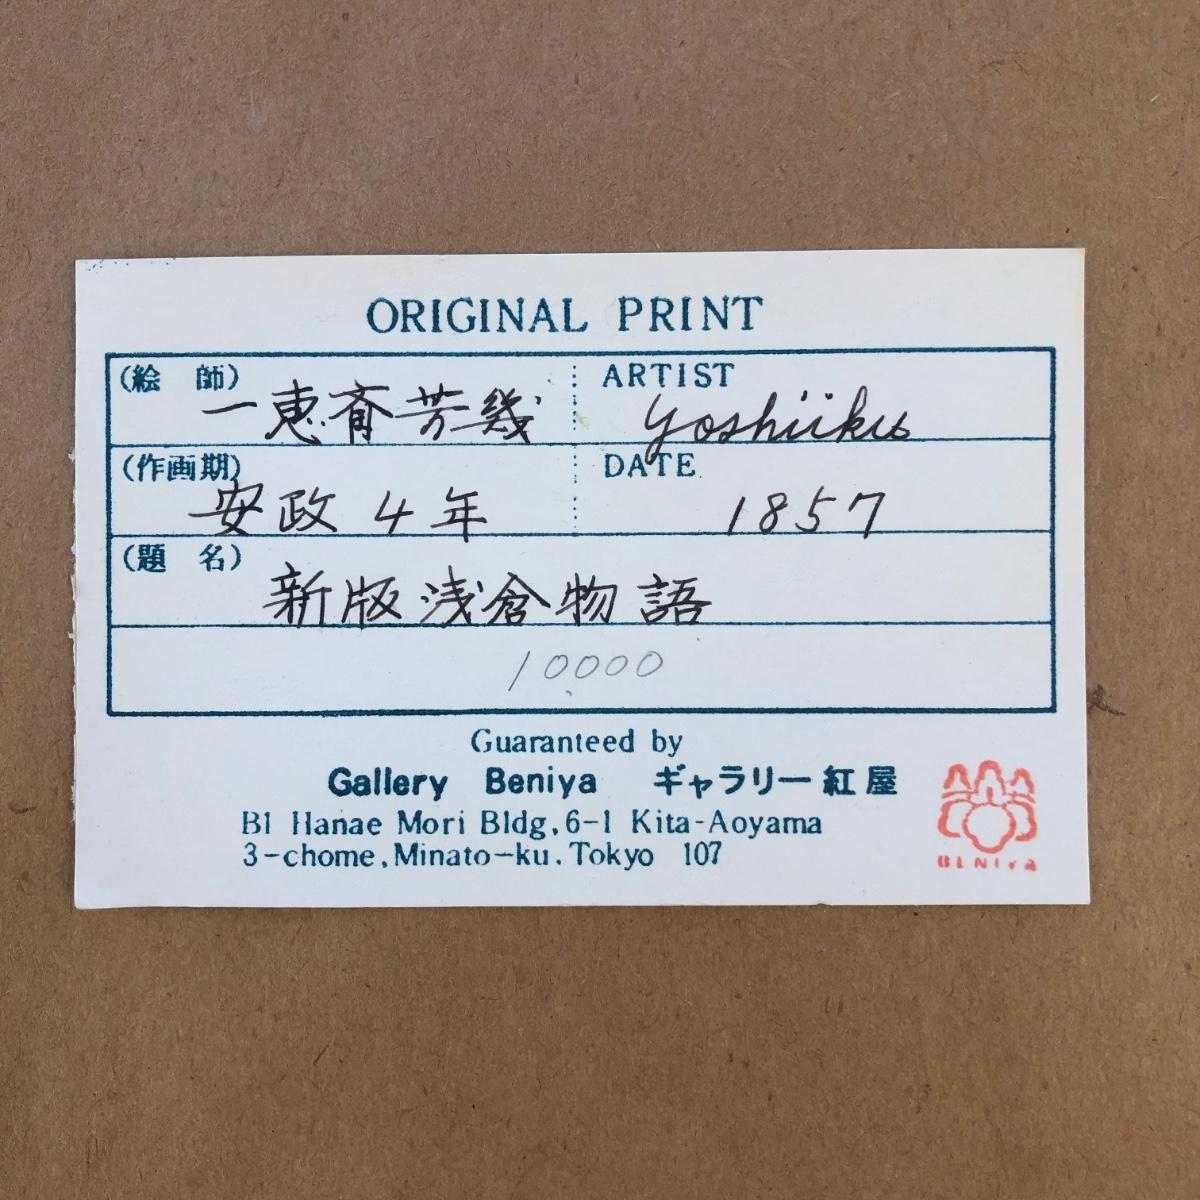 ORIGINAL PRINT
(絵 師) 一恵斎芳幾 ARTIST Yoshiiku
(作画期) 安政4年 DATE 1857
(題 名) 新版浅倉物語
10000
Guaranteed by
Gallery Beniya ギャラリー紅屋
B1 Hanae Mori Bldg, 6-1 Kita-Aoyama
3-chome, Minato-ku. Tokyo 107
BENIYA